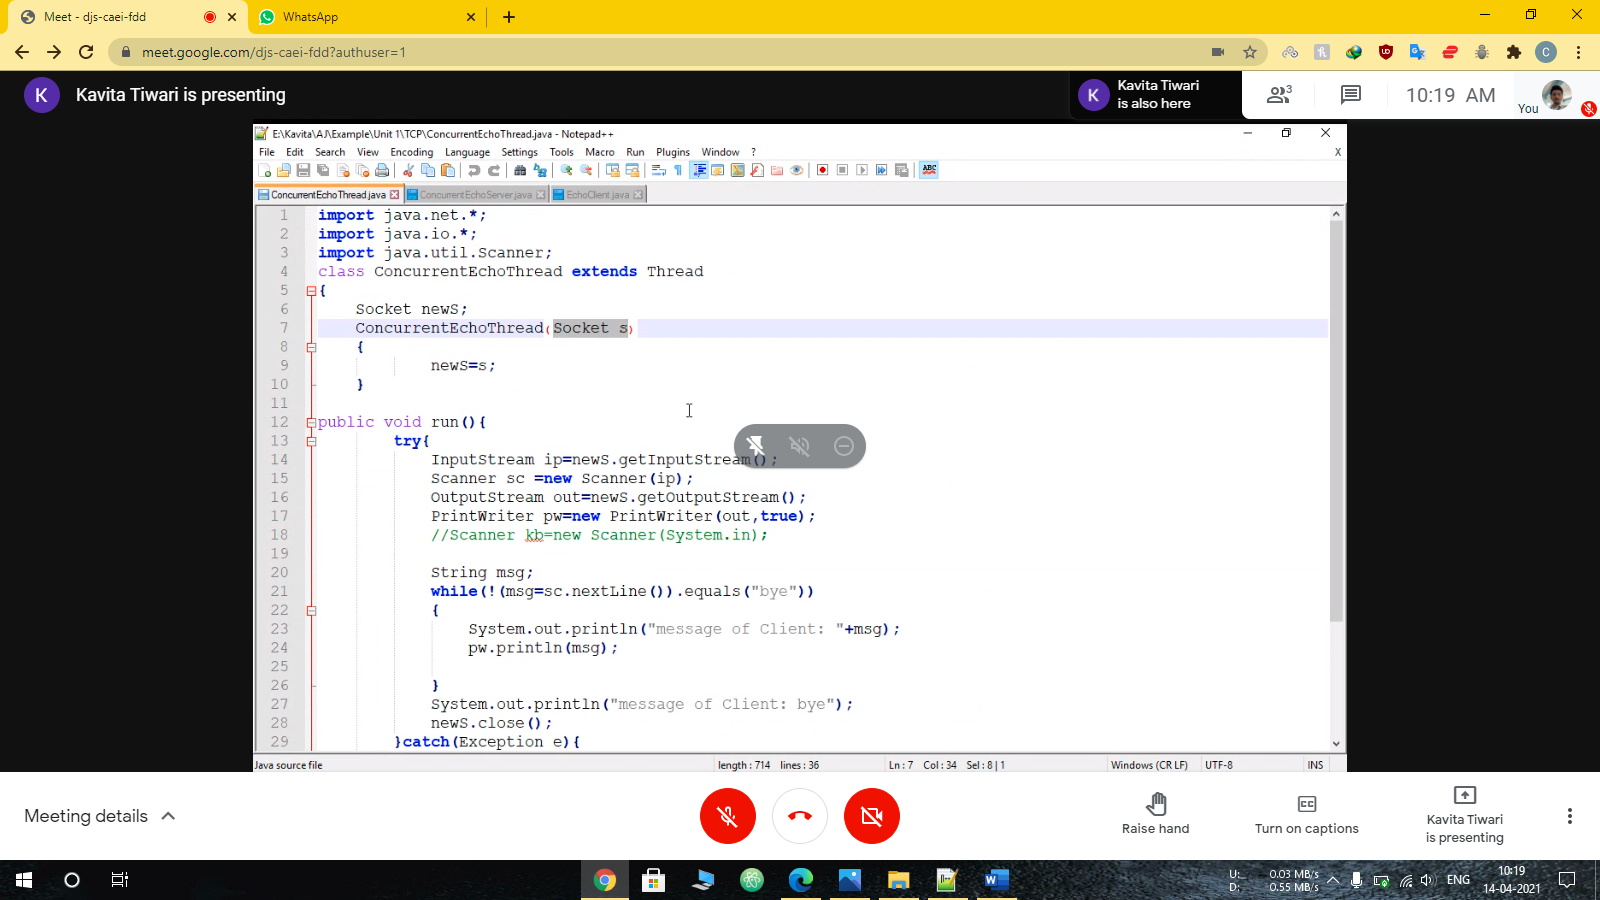 Meet - djs-caei-fdd
WhatsApp
meet.google.com/djs-caei-fdd?authuser=1
K
Kavita Tiwari is presenting
K
Kavita Tiwari
is also here
3
10:19 AM
You
E:\Kavita\AJ\Example\Unit 1\TCP\ConcurrentEchoThread.java - Notepad++
File Edit Search View Encoding Language Settings Tools Macro Run Plugins Window ?
X
ConcurrentEchoThread.java ConcurrentEchoServer.java EchoClient.java
1 import java.net.*;
2 import java.io.*;
3 import java.util.Scanner;
4 class ConcurrentEchoThread extends Thread
5 {
6 Socket newS;
7 ConcurrentEchoThread(Socket s)
8 {
9 newS=s;
10 }
11
12 public void run(){
13 try{
14 InputStream ip=newS.getInputStream();
15 Scanner sc =new Scanner(ip);
16 OutputStream out=newS.getOutputStream();
17 PrintWriter pw=new PrintWriter(out,true);
18 //Scanner kb=new Scanner(System.in);
19
20 String msg;
21 while(!(msg=sc.nextLine()).equals("bye"))
22 {
23 System.out.println("message of Client: "+msg);
24 pw.println(msg);
25
26 }
27 System.out.println("message of Client: bye");
28 newS.close();
29 }catch(Exception e){
Java source file length : 714 lines : 36 Ln : 7 Col : 34 Sel : 8 | 1 Windows (CR LF) UTF-8 INS
Meeting details
Raise hand
Turn on captions
Kavita Tiwari
is presenting
U: 0.03 MB/s
D: 0.55 MB/s
ENG
10:19
14-04-2021